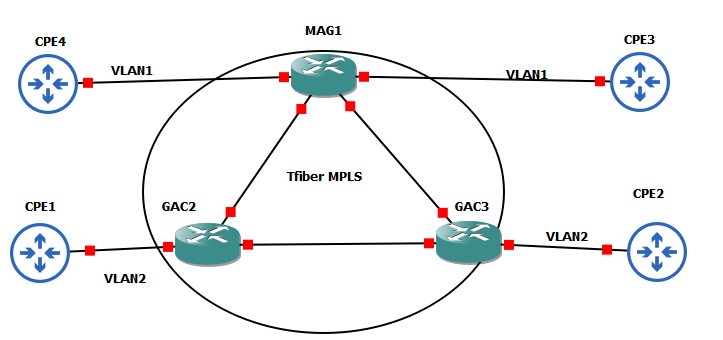 MAG1
CPE4
CPE3
VLAN1
VLAN1
Tfiber MPLS
CPE1
GAC2
GAC3
CPE2
VLAN2
VLAN2